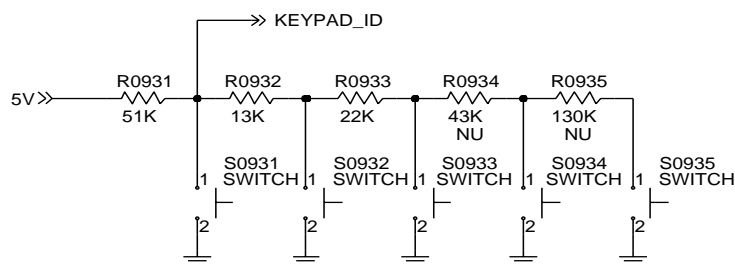 KEYPAD_ID
R0931 R0932 R0933 R0934 R0935
5V
51K 13K 22K 43K 130K
NU NU
S0931 S0932 S0933 S0934 S0935
1 SWITCH 1 SWITCH 1 SWITCH 1 SWITCH 1 SWITCH
2 2 2 2 2